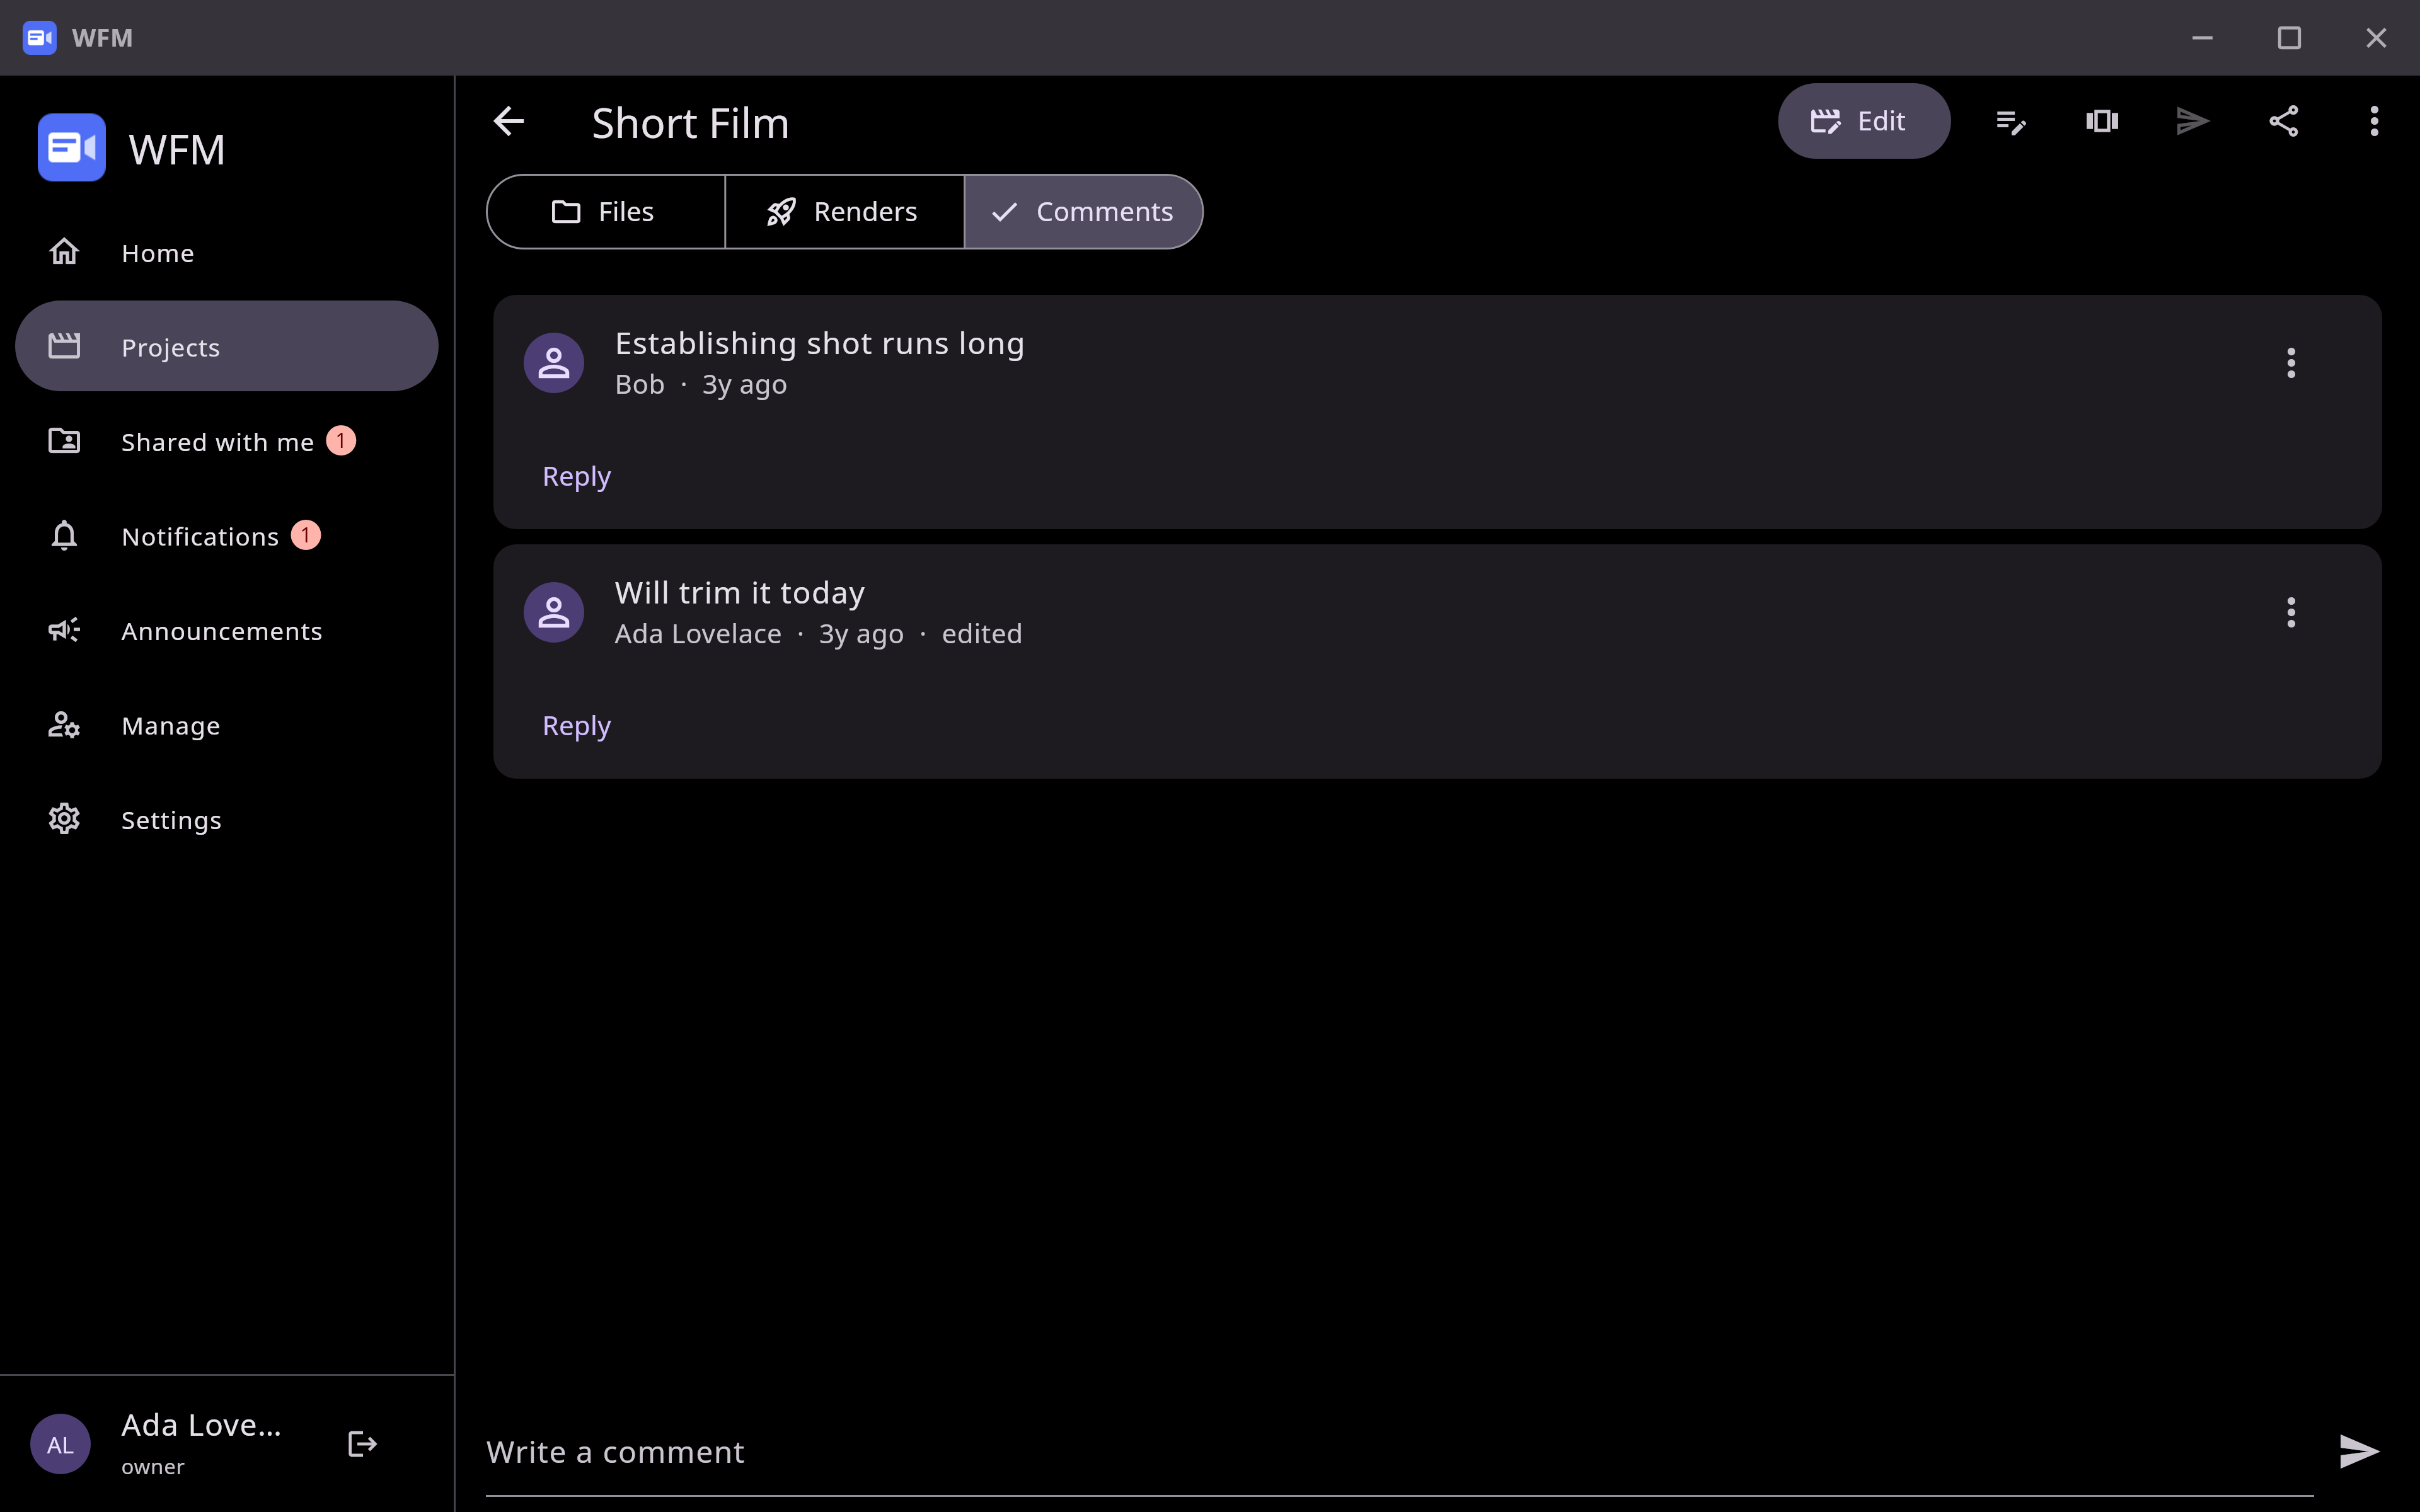 WFM
WFM
Home
Projects
Shared with me 1
Notifications 1
Announcements
Manage
Settings
AL
Ada Love...
owner
Short Film
Edit
Files
Renders
Comments
Establishing shot runs long
Bob · 3y ago
Reply
Will trim it today
Ada Lovelace · 3y ago · edited
Reply
Write a comment